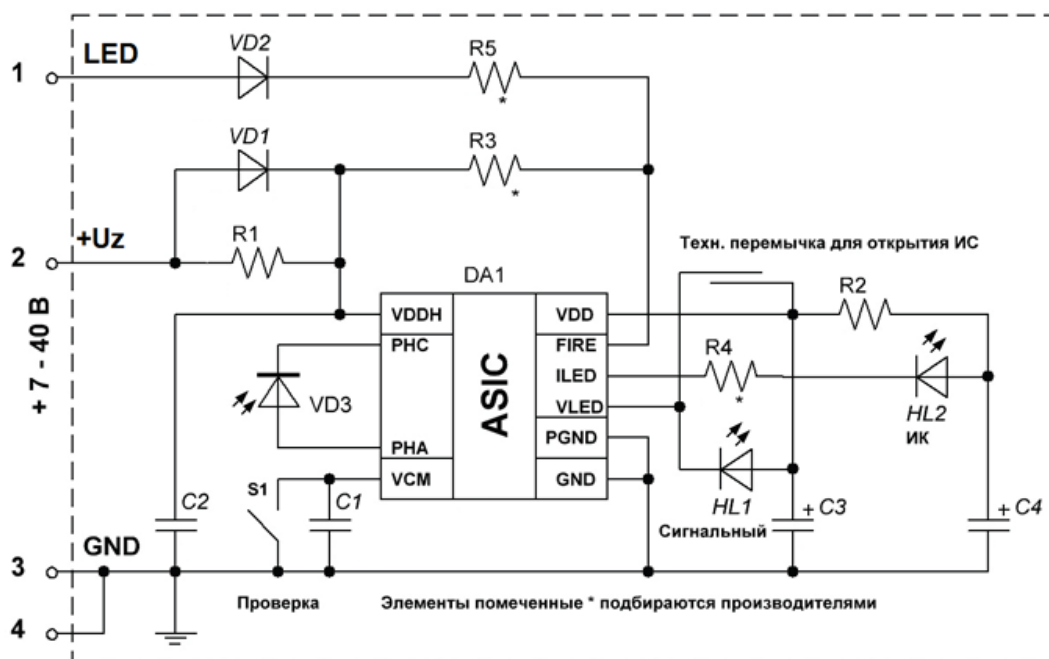 1
LED
VD2
R5
*
VD1
R3
*
2
+Uz
R1
+ 7 - 40 В
Техн. перемычка для открытия ИС
DA1
R2
VDDH
ASIC
VDD
PHC
FIRE
R4
*
ILED
HL2
ИК
VD3
VLED
PHA
PGND
VCM
GND
S1
C2
C1
HL1
Сигнальный
+ C3
+ C4
3
GND
Проверка
Элементы помеченные * подбираются производителями
4